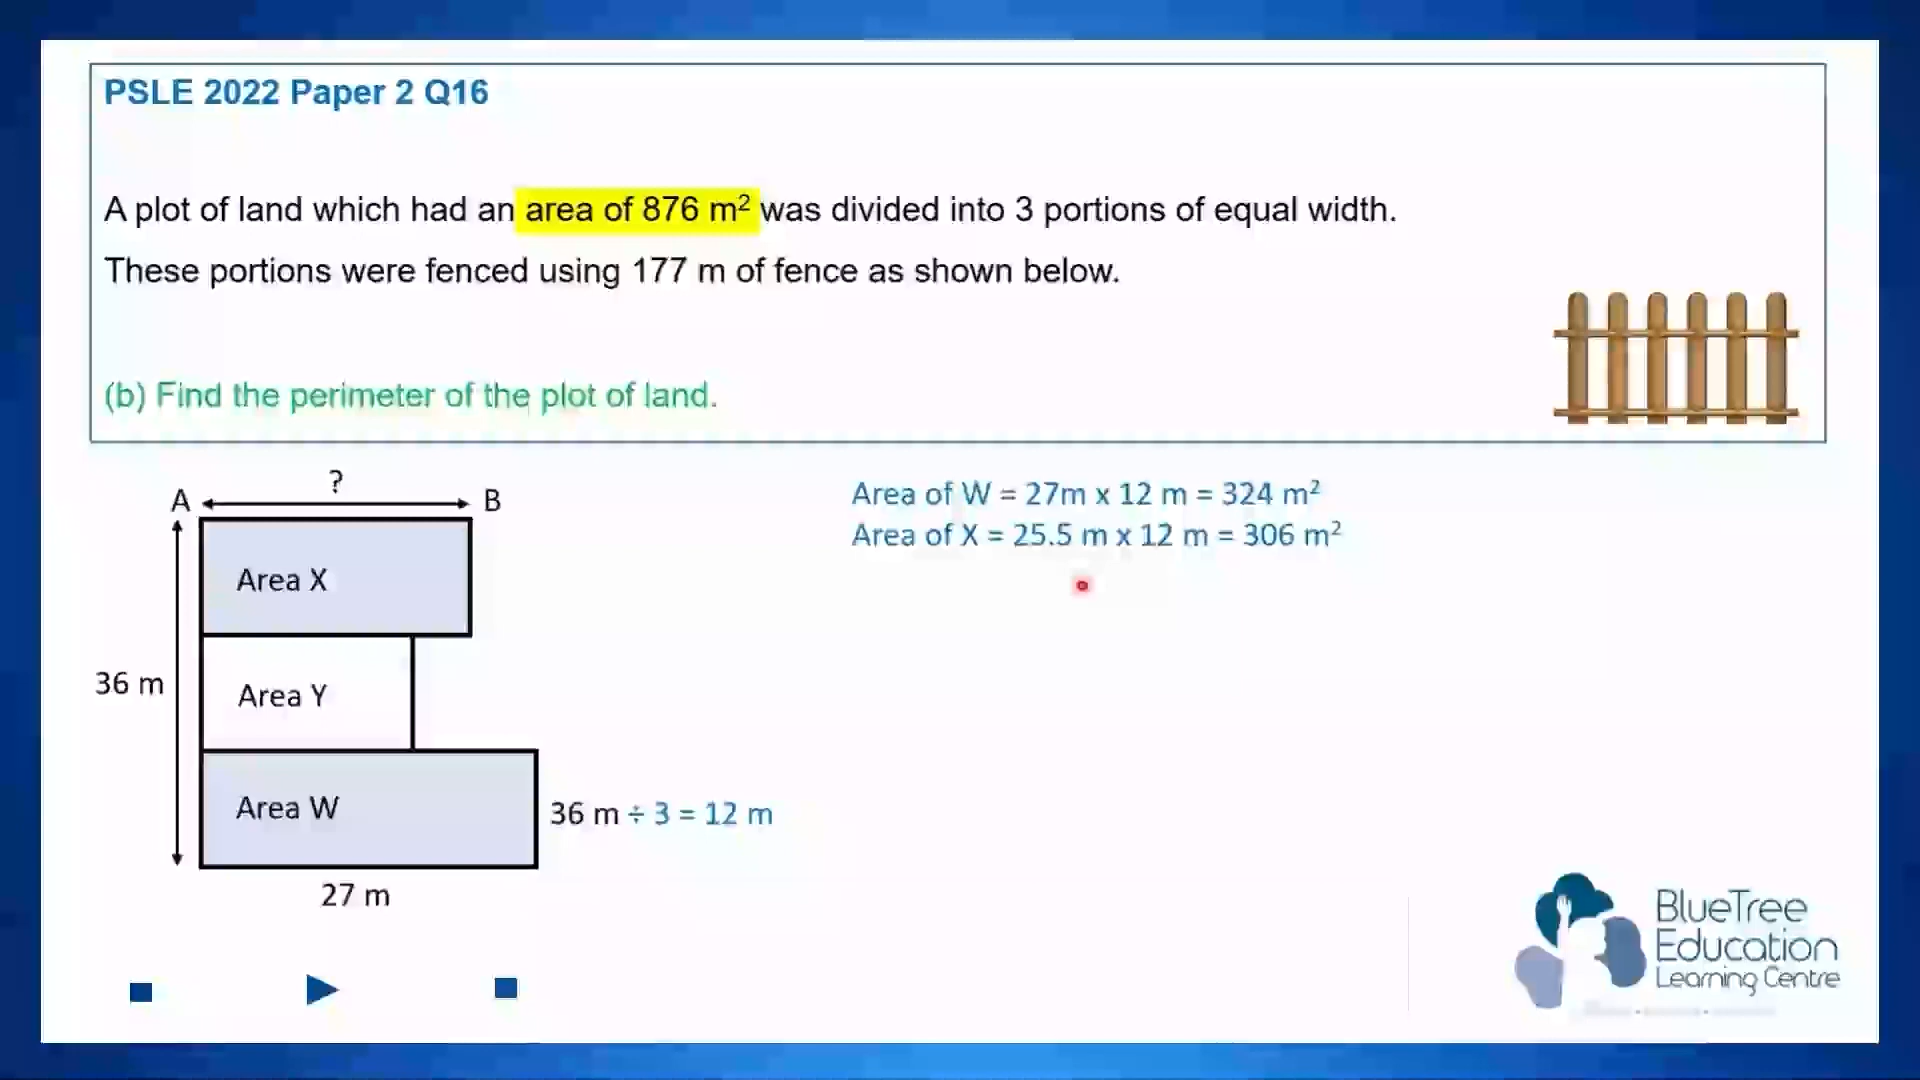 PSLE 2022 Paper 2 Q16
A plot of land which had an area of 876 m² was divided into 3 portions of equal width.
These portions were fenced using 177 m of fence as shown below.
(b) Find the perimeter of the plot of land.
?
A B
Area X
Area Y
36 m
Area W
36 m ÷ 3 = 12 m
27 m
Area of W = 27m x 12 m = 324 m²
Area of X = 25.5 m x 12 m = 306 m²
BlueTree
Education
Learning Centre